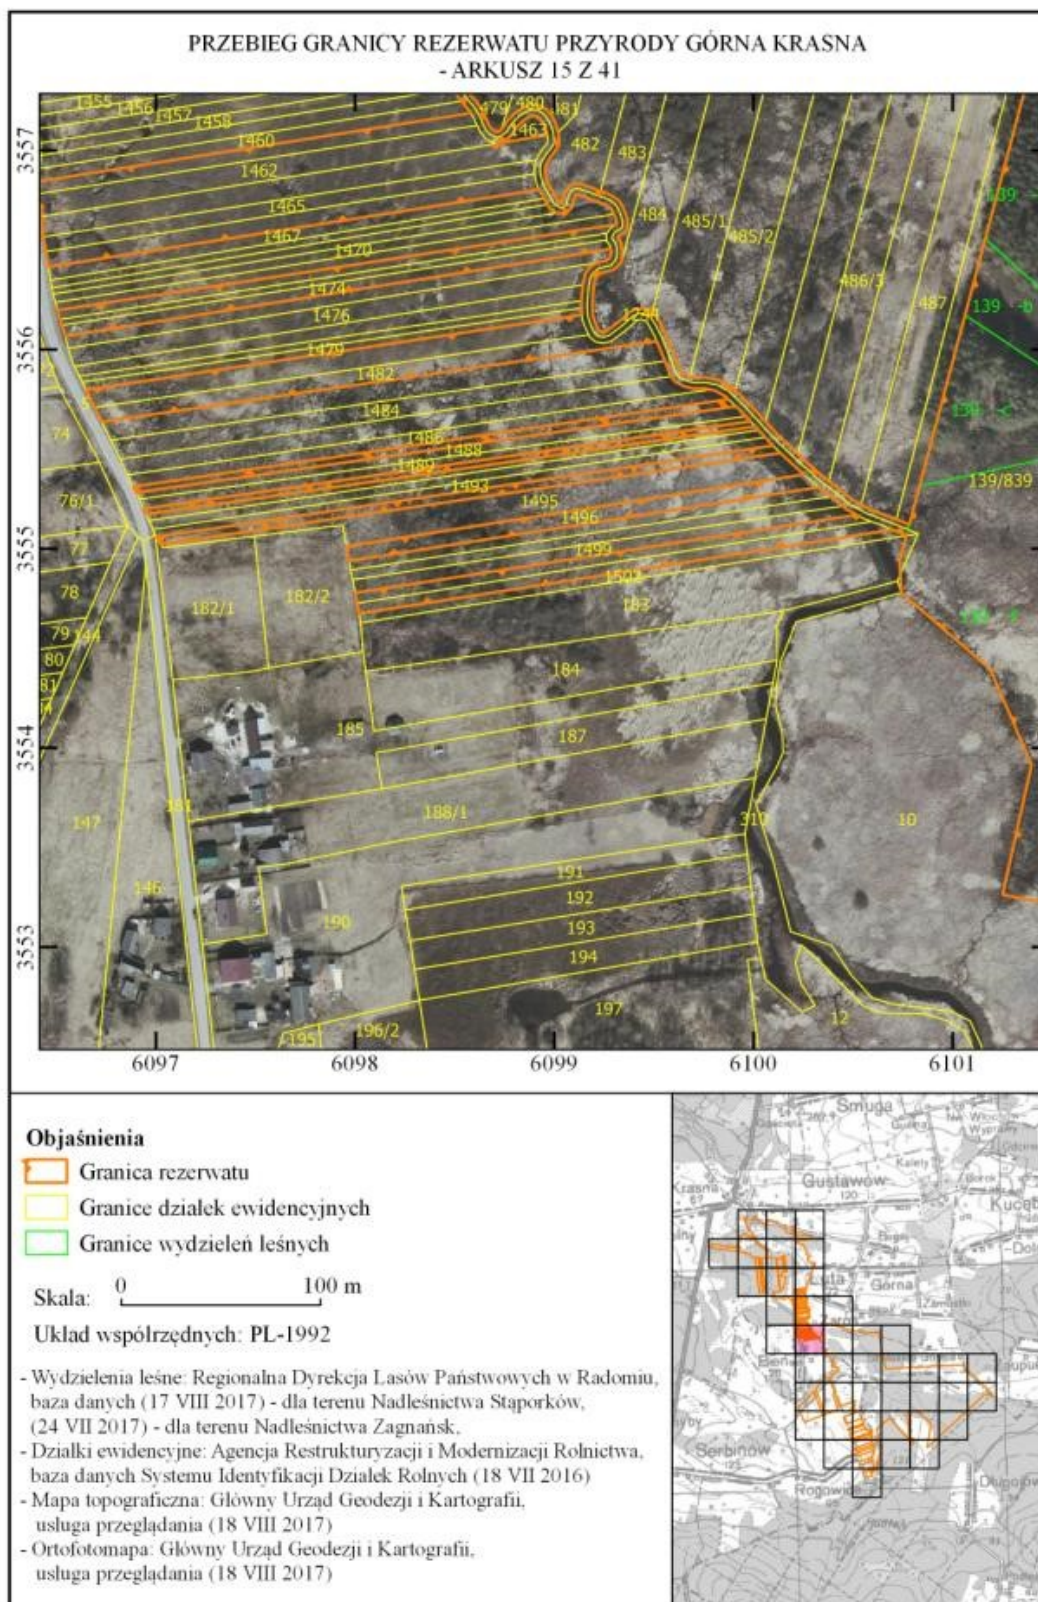 PRZEBIEG GRANICY REZERWATU PRZYRODY GÓRNA KRASNA
- ARKUSZ 15 Z 41
1455
1456
1457
1458
1460
1462
1465
1467
1470
1474
1476
1479
1482
1484
1486
1488
1489
1493
1495
1496
1499
1502
479
480
481
1463
482
483
484
485/1
485/2
486/3
487
1244
139
139 -b
139 -c
139/839
74
76/1
77
78
79
144
80
81
182/1
182/2
183
184
185
187
188/1
181
147
146
190
191
192
193
194
195
196/2
197
310
10
12
3557
3556
3555
3554
3553
6097
6098
6099
6100
6101
Objaśnienia
Granica rezerwatu
Granice działek ewidencyjnych
Granice wydzieleń leśnych
Skala: 0 100 m
Układ współrzędnych: PL-1992
- Wydzielenia leśne: Regionalna Dyrekcja Lasów Państwowych w Radomiu,
baza danych (17 VIII 2017) - dla terenu Nadleśnictwa Stąporków,
(24 VII 2017) - dla terenu Nadleśnictwa Zagnańsk,
- Działki ewidencyjne: Agencja Restrukturyzacji i Modernizacji Rolnictwa,
baza danych Systemu Identyfikacji Działek Rolnych (18 VII 2016)
- Mapa topograficzna: Główny Urząd Geodezji i Kartografii,
usługa przeglądania (18 VIII 2017)
- Ortofotomapa: Główny Urząd Geodezji i Kartografii,
usługa przeglądania (18 VIII 2017)
Smuga
Krasna
Gustawów
120
Kalety
Luta
Górna
Serbinów
Rogowice